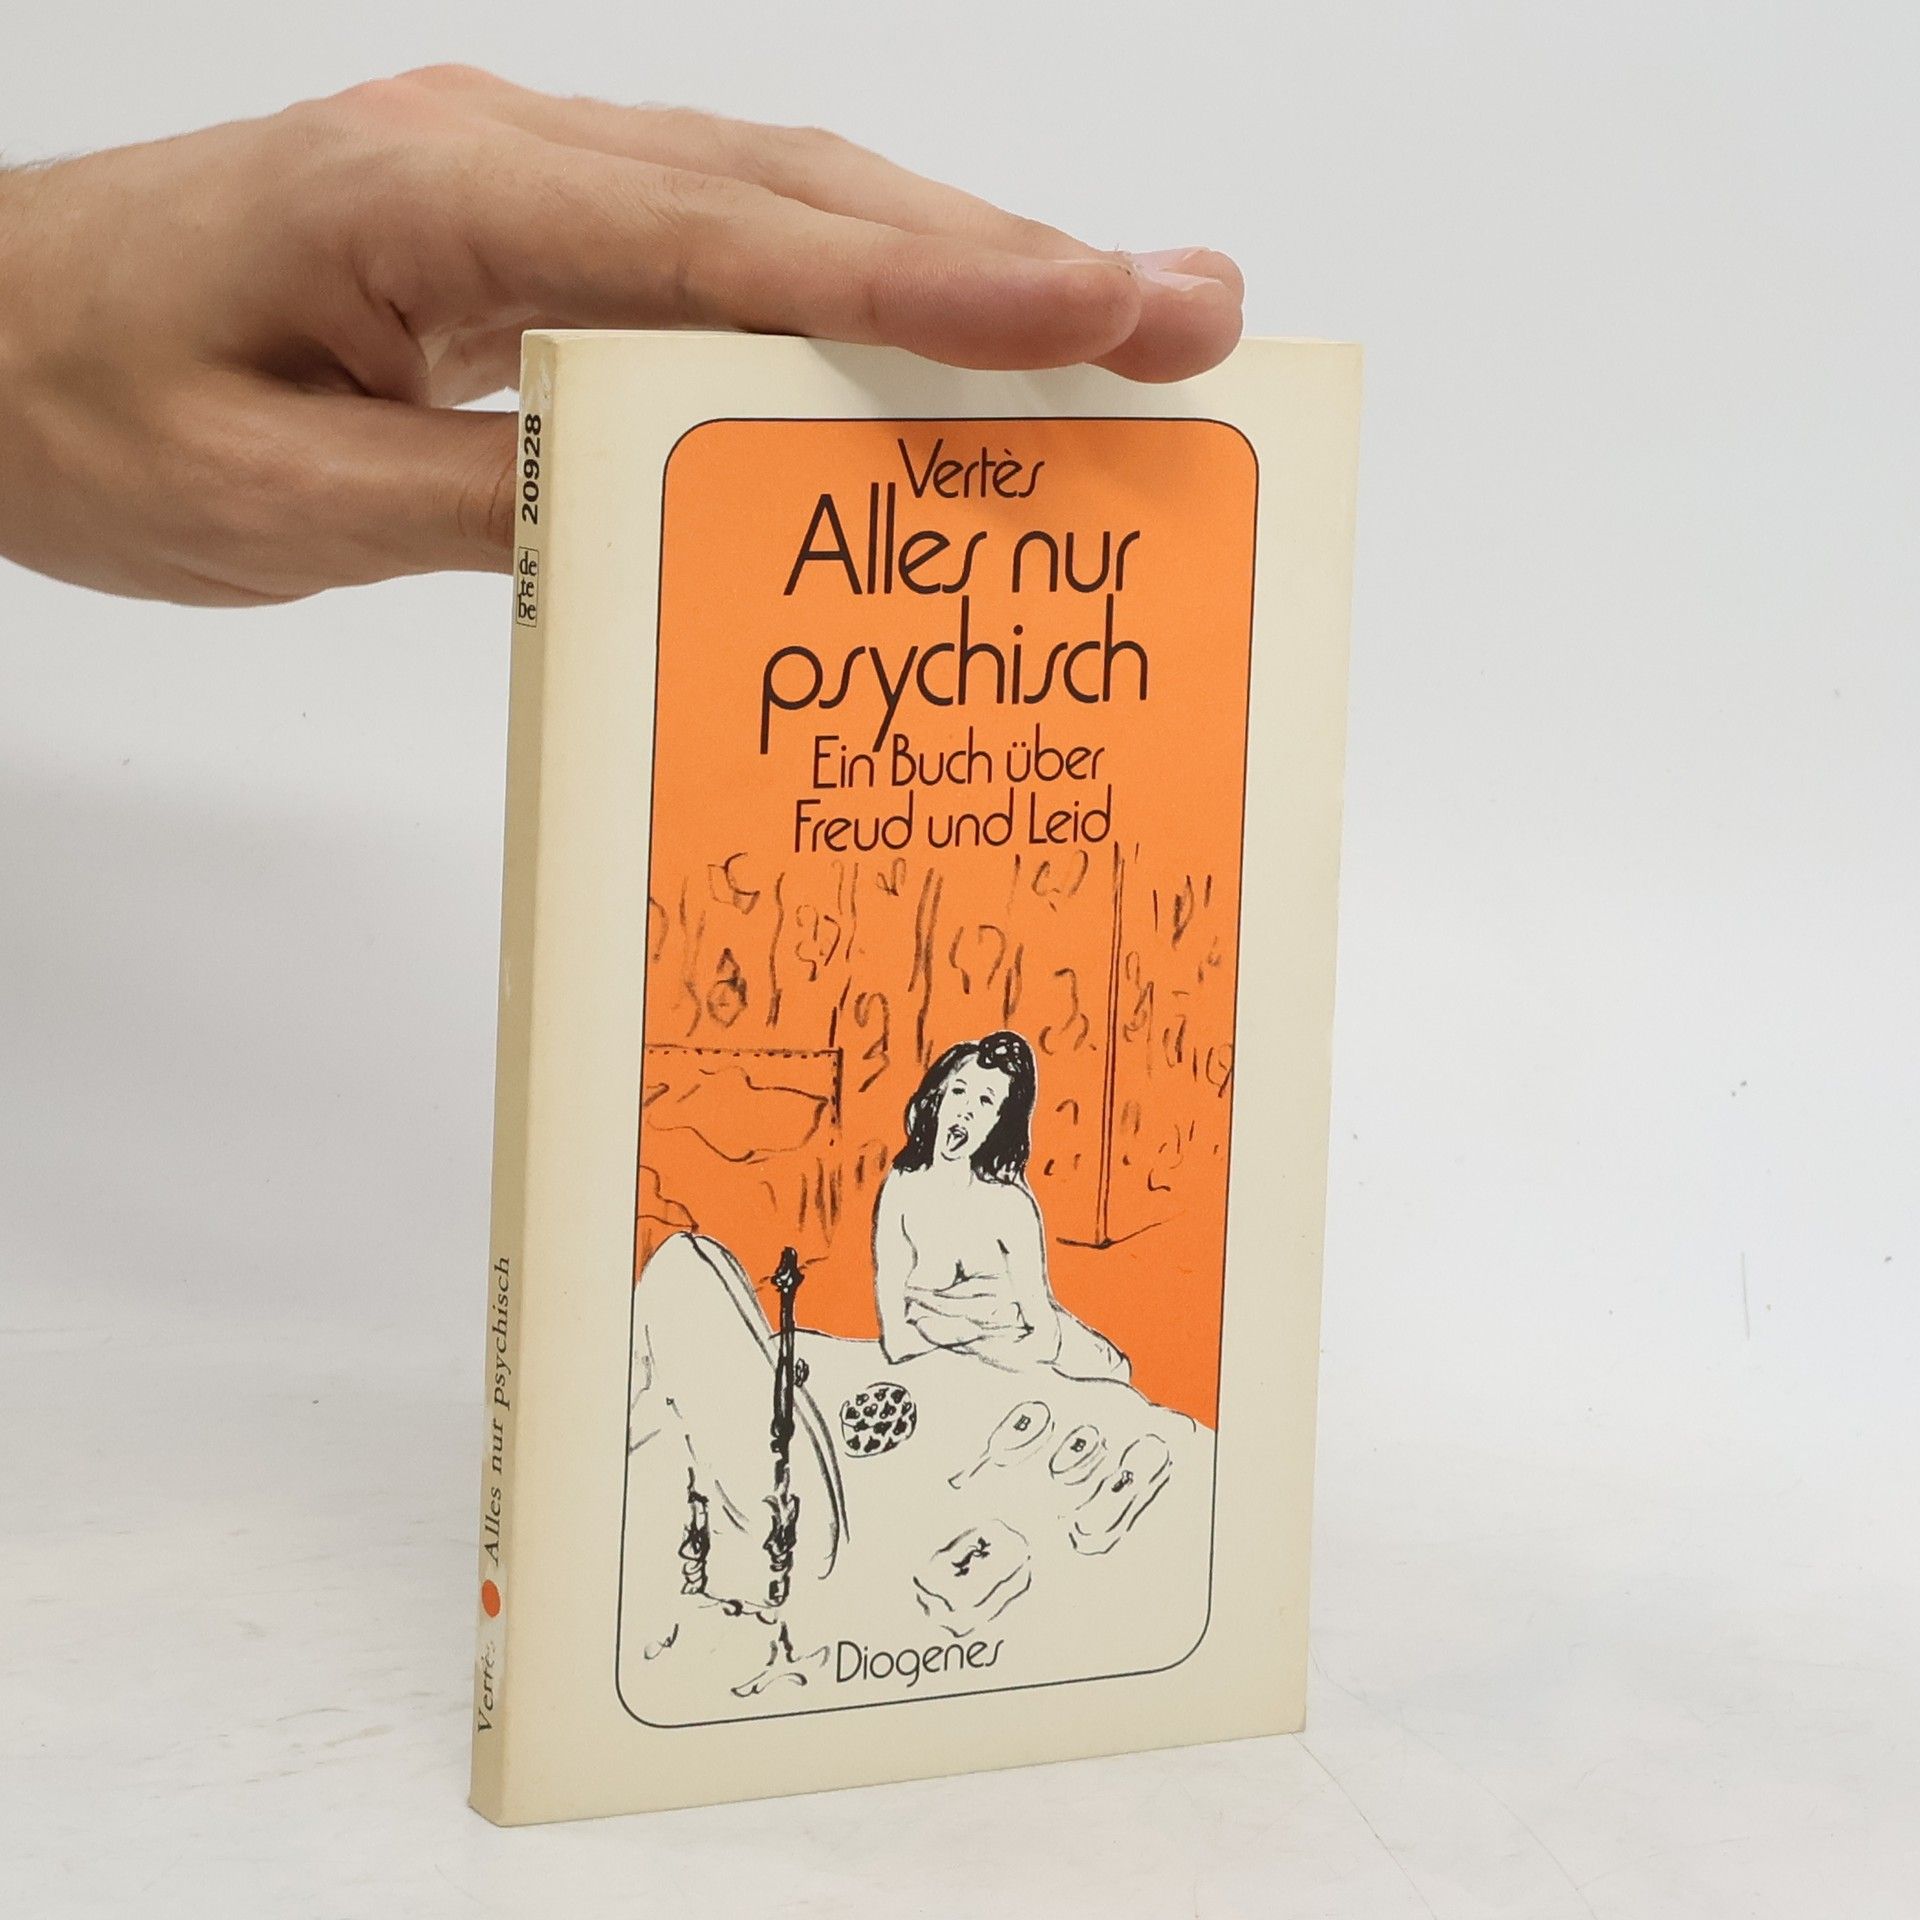 Vertès
Alles nur
psychisch
Ein Buch über
Freud und Leid
B
B
Diogenes
20928
de
te
be
Vertès Alles nur psychisch